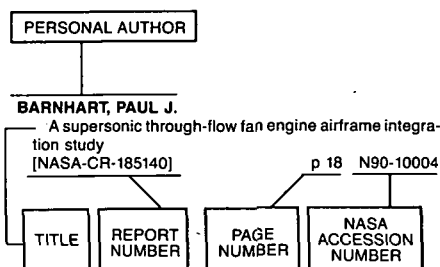 PERSONAL AUTHOR
BARNHART, PAUL J.
A supersonic through-flow fan engine airframe integra-
tion study
[NASA-CR-185140] p 18 N90-10004
TITLE
REPORT
NUMBER
PAGE
NUMBER
NASA
ACCESSION
NUMBER